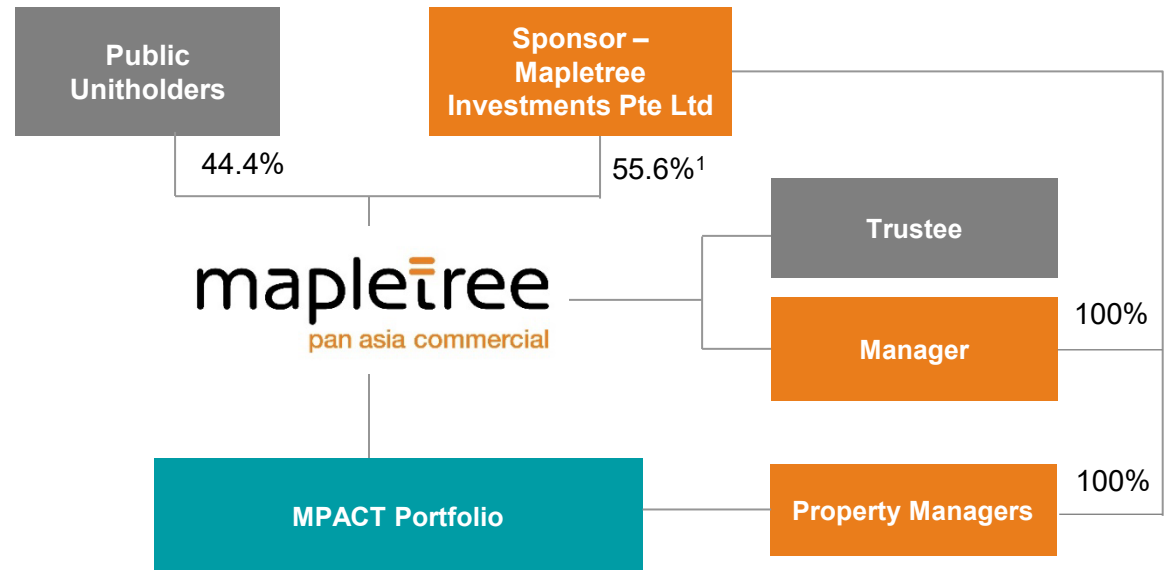 Public
Unitholders
Sponsor –
Mapletree
Investments Pte Ltd
44.4%
55.6%1
Trustee
mapletree
pan asia commercial
100%
Manager
100%
MPACT Portfolio
Property Managers